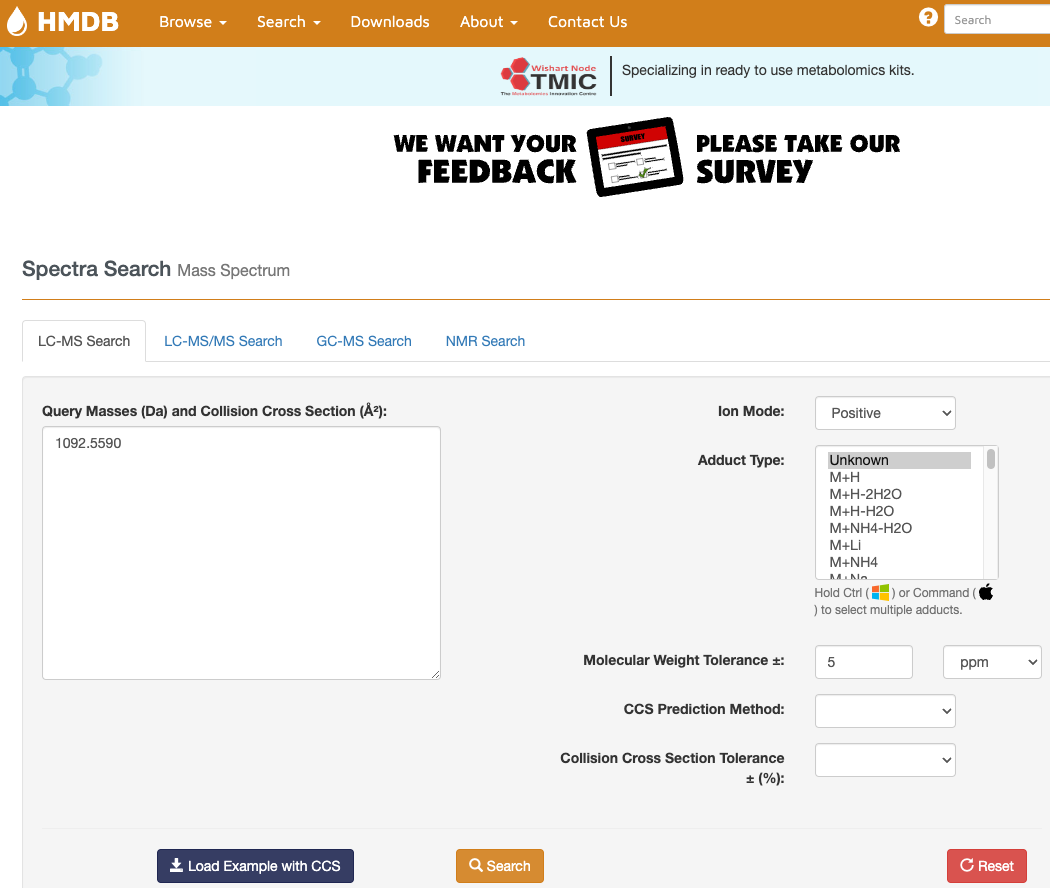 HMDB Browse Search Downloads About Contact Us ? Search
Wishart Node
TMIC
The Metabolomics Innovation Centre
Specializing in ready to use metabolomics kits.
WE WANT YOUR FEEDBACK
SURVEY
PLEASE TAKE OUR SURVEY
Spectra Search Mass Spectrum
LC-MS Search LC-MS/MS Search GC-MS Search NMR Search
Query Masses (Da) and Collision Cross Section (Å²):
1092.5590
Ion Mode: Positive
Adduct Type:
Unknown
M+H
M+H-2H2O
M+H-H2O
M+NH4-H2O
M+Li
M+NH4
M+Na
Hold Ctrl ( ) or Command (
) to select multiple adducts.
Molecular Weight Tolerance ±: 5 ppm
CCS Prediction Method:
Collision Cross Section Tolerance
± (%):
Load Example with CCS Search Reset